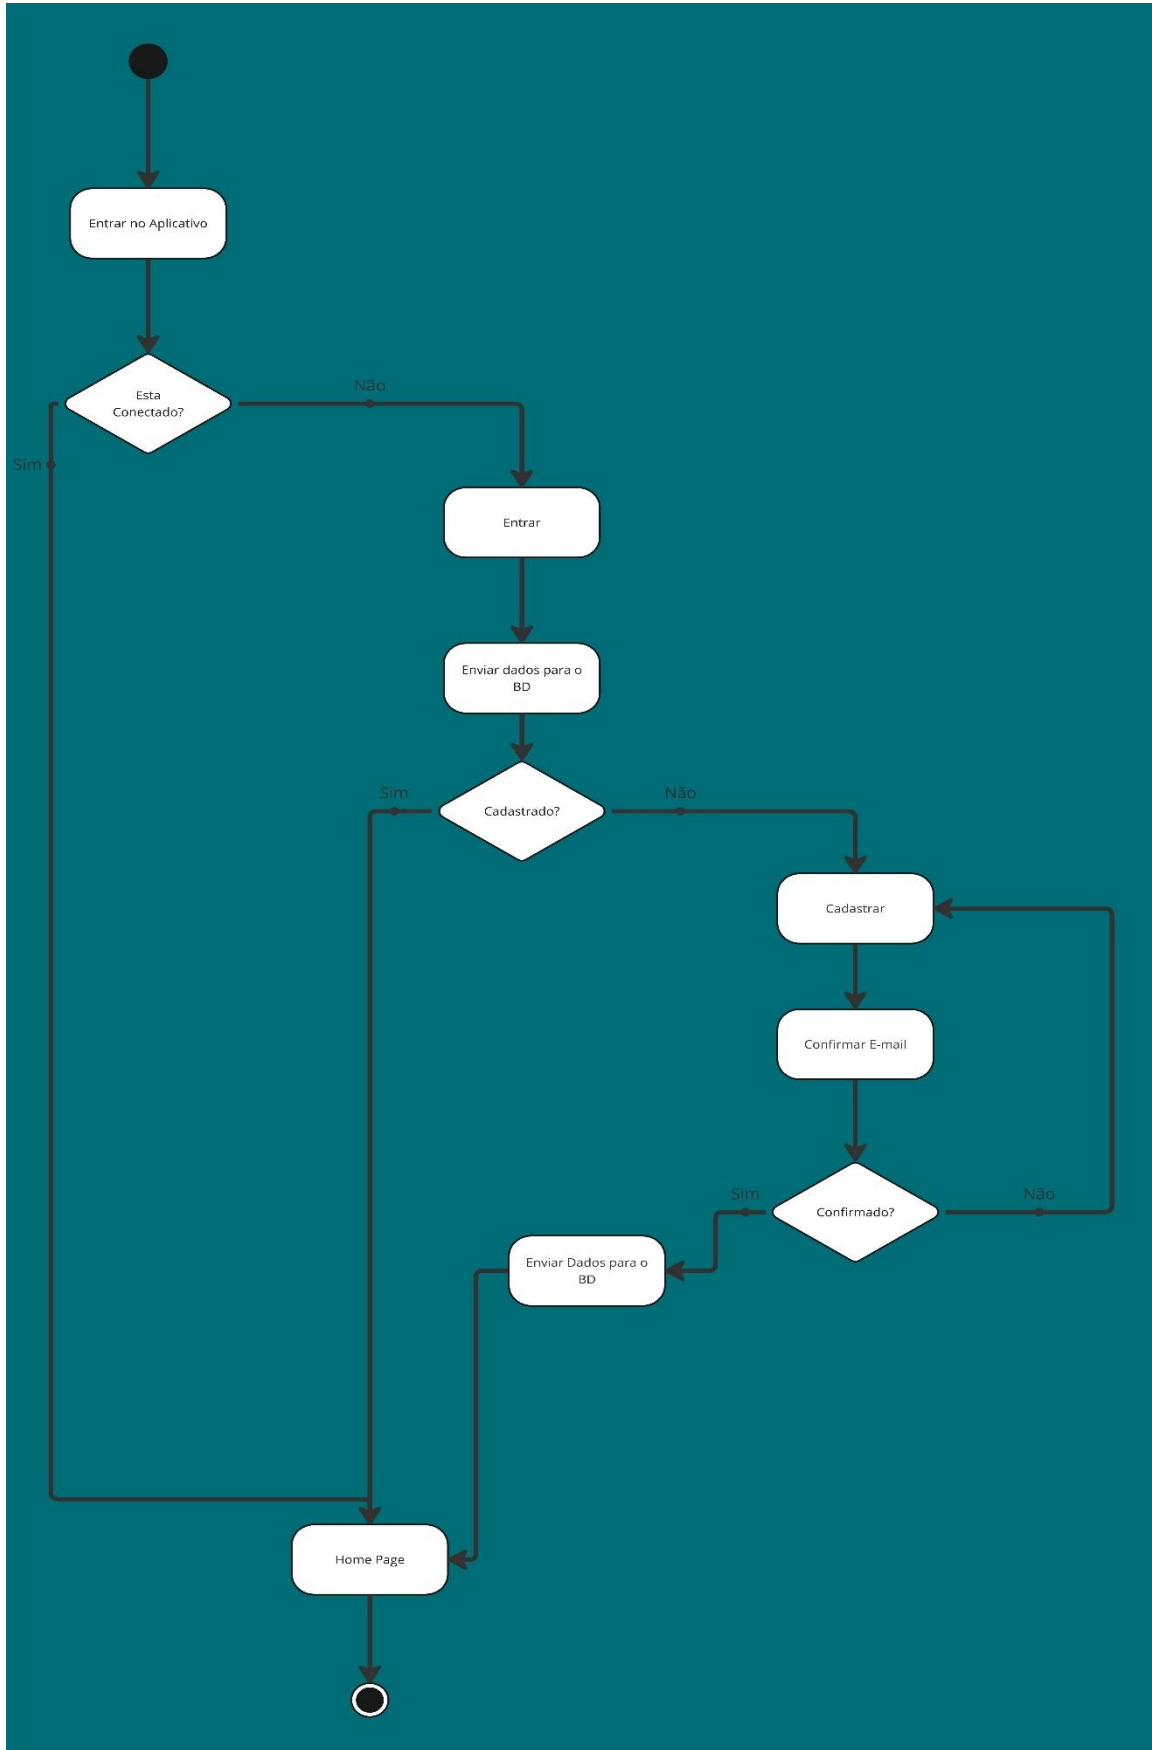 Entrar no Aplicativo
Esta
Conectado?
Não
Sim
Entrar
Enviar dados para o
BD
Sim
Cadastrado?
Não
Cadastrar
Confirmar E-mail
Sim
Confirmado?
Não
Enviar Dados para o
BD
Home Page